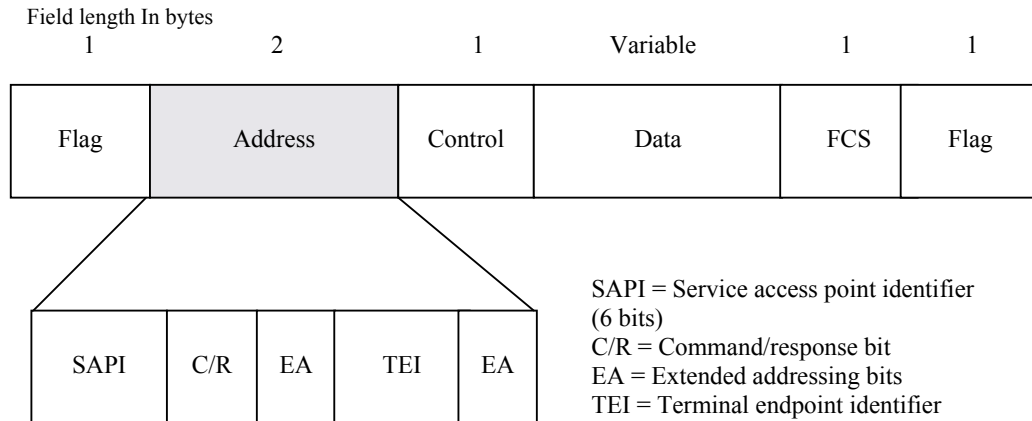 Field length In bytes
1 2 1 Variable 1 1
Flag Address Control Data FCS Flag
SAPI C/R EA TEI EA
SAPI = Service access point identifier
(6 bits)
C/R = Command/response bit
EA = Extended addressing bits
TEI = Terminal endpoint identifier